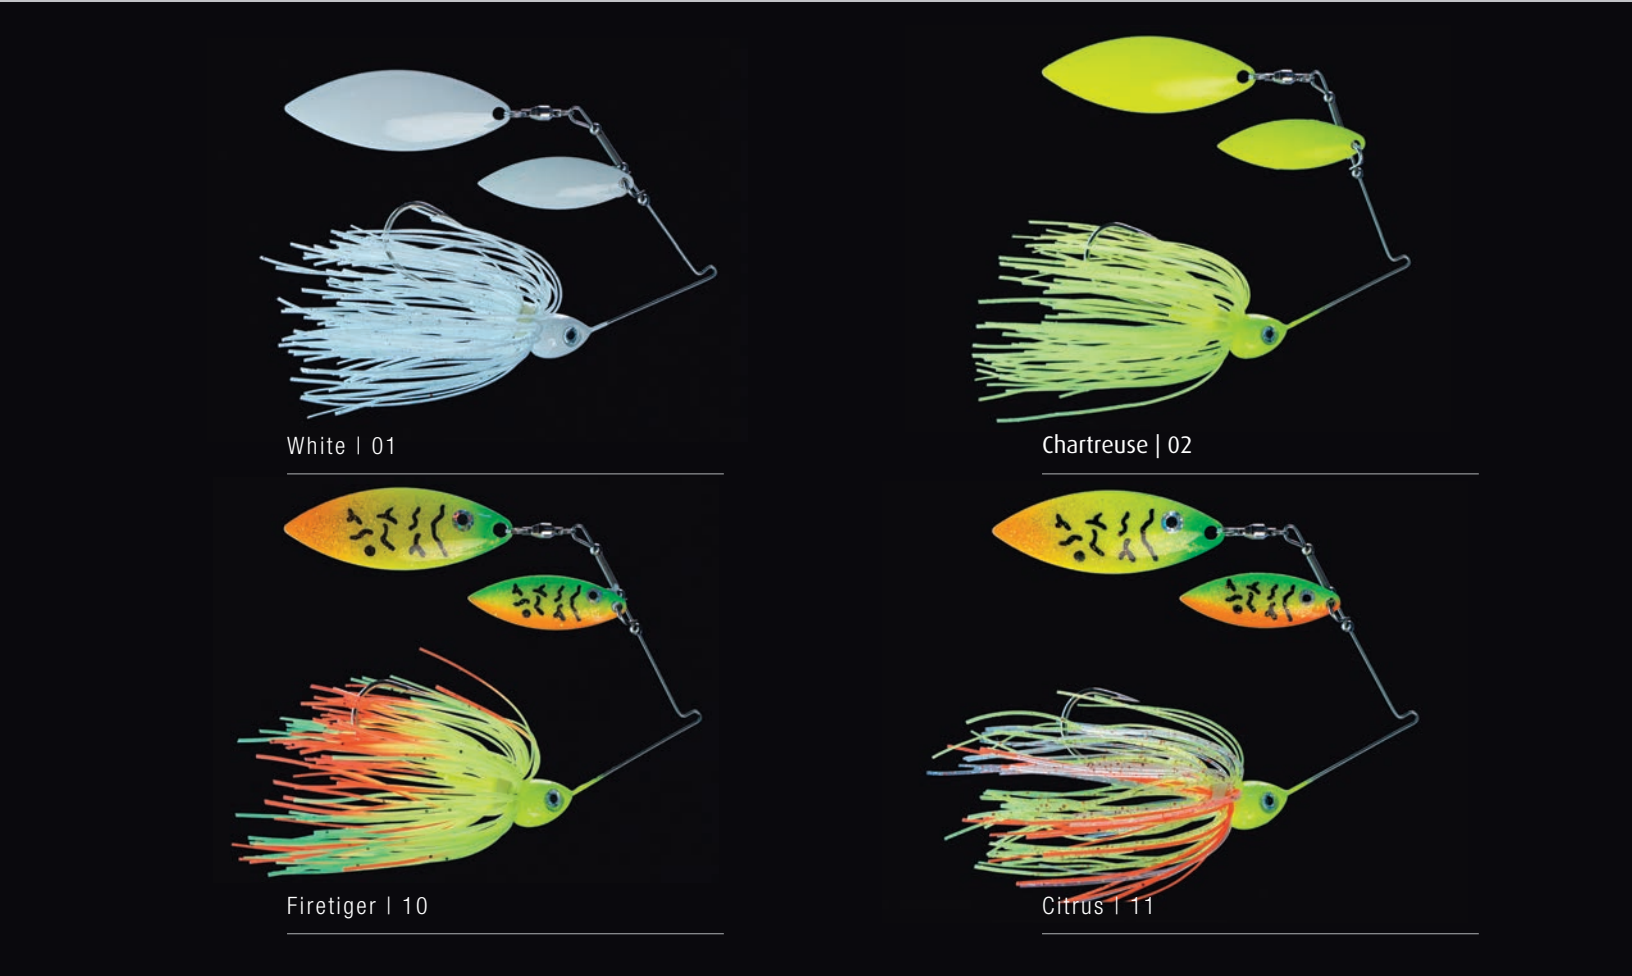 White | 01
Chartreuse | 02
Firetiger | 10
Citrus | 11